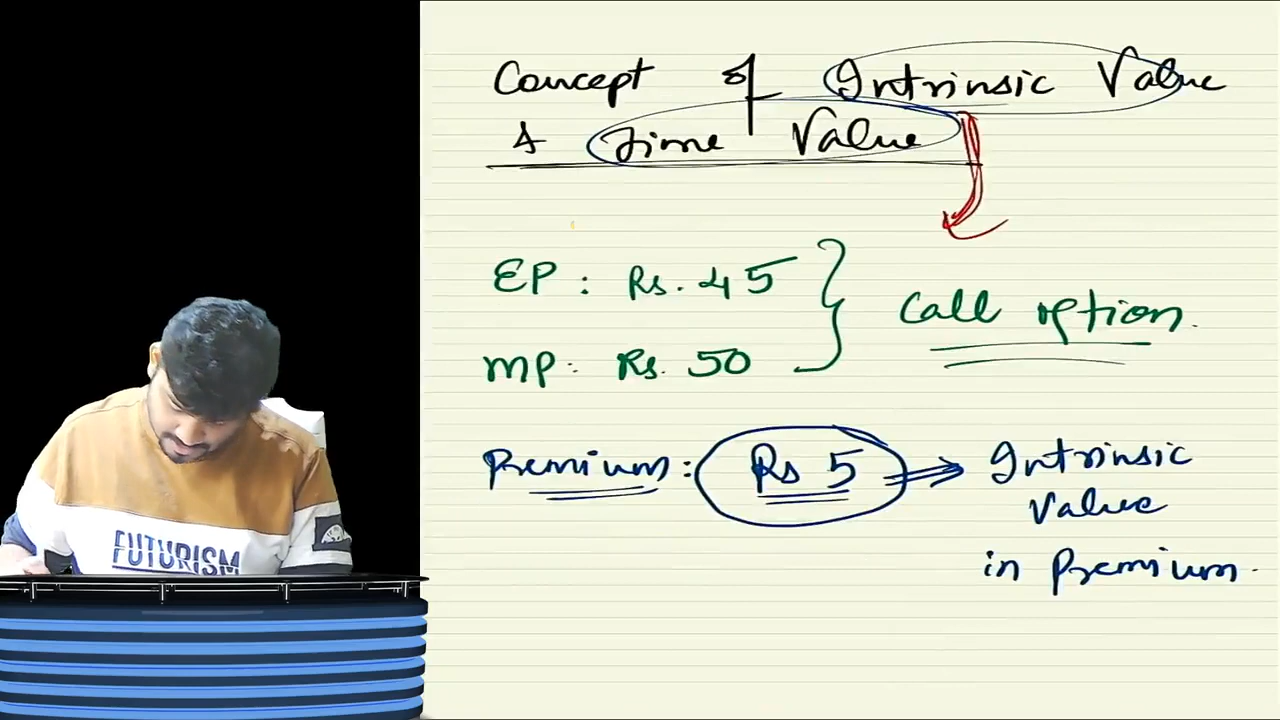 Concept of Intrinsic Value
& Time Value
EP : Rs. 45
MP : Rs. 50
Call option.
Premium : Rs 5 ⇒ Intrinsic
Value
in Premium.
FUTURISM